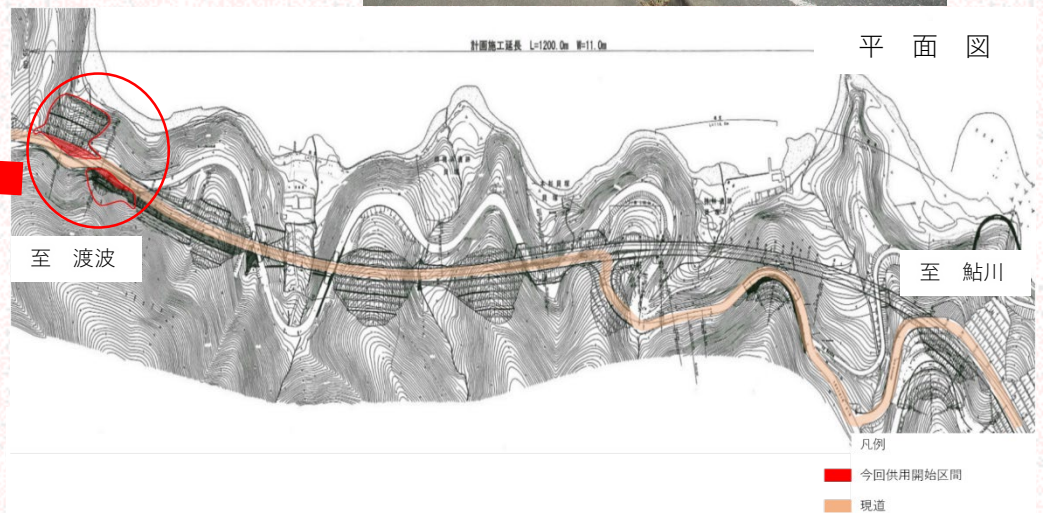 計画施工延長 L=1200.0m W=11.0m
平 面 図
至 渡波
至 鮎川
凡例
今回供用開始区間
現道